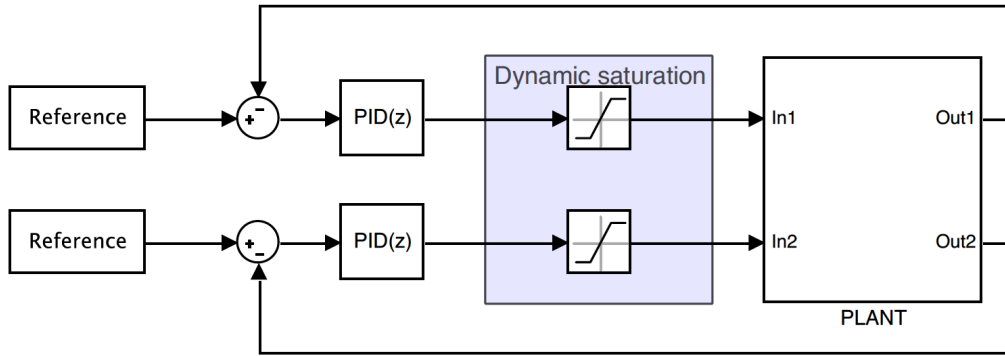 Dynamic saturation
Reference
+ −
PID(z)
In1
Out1
Reference
+ −
PID(z)
In2
Out2
PLANT